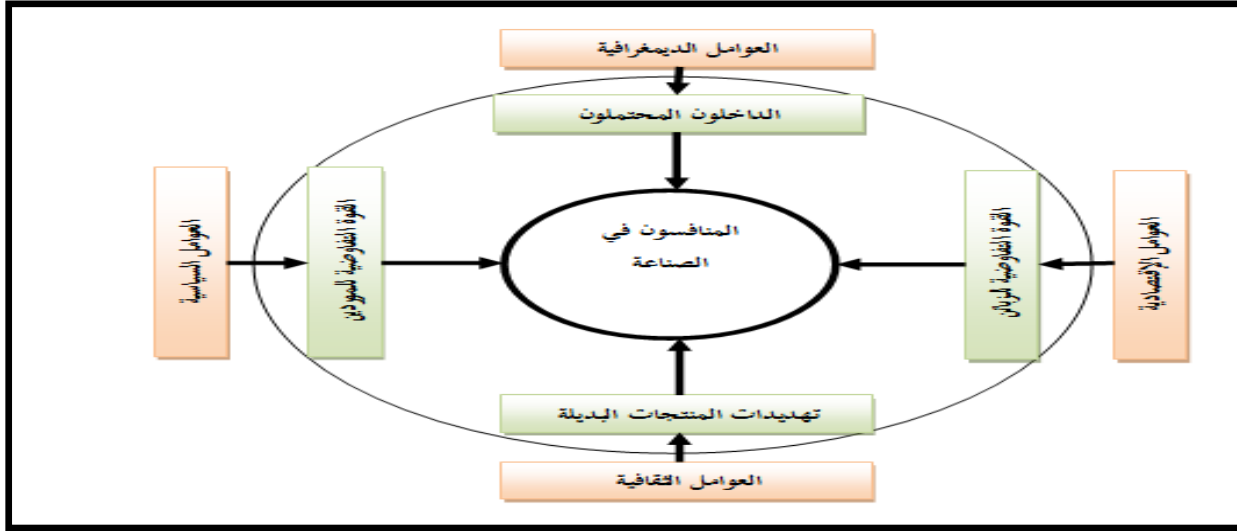 العوامل الديمغرافية
الداخلون المحتملون
العوامل الإقتصادية
القوة التفاوضية للزبائن
المنافسون في
الصناعة
القوة التفاوضية للموردين
العوامل السياسية
تهديدات المنتجات البديلة
العوامل الثقافية